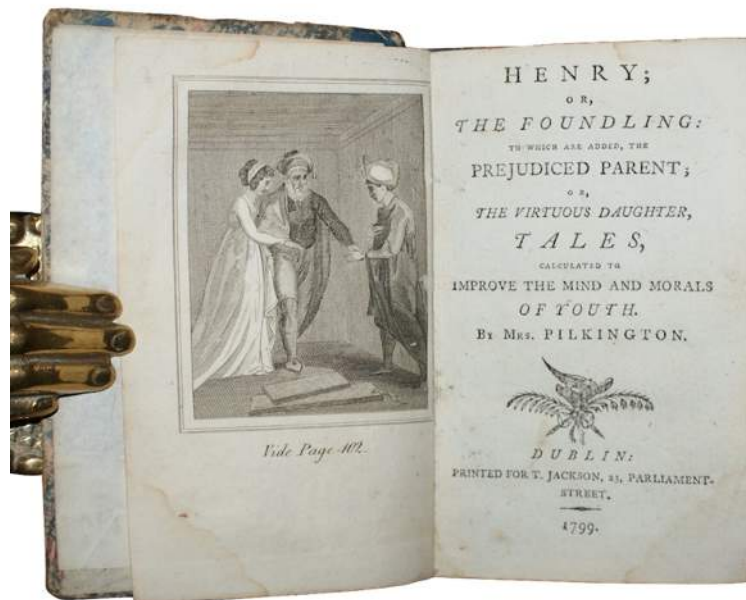 Vide Page 102.
HENRY;
OR,
THE FOUNDLING:
TO WHICH ARE ADDED, THE
PREJUDICED PARENT;
OR,
THE VIRTUOUS DAUGHTER,
TALES,
CALCULATED TO
IMPROVE THE MIND AND MORALS
OF YOUTH.
BY MRS. PILKINGTON.
DUBLIN:
PRINTED FOR T. JACKSON, 23, PARLIAMENT-
STREET.
1799.